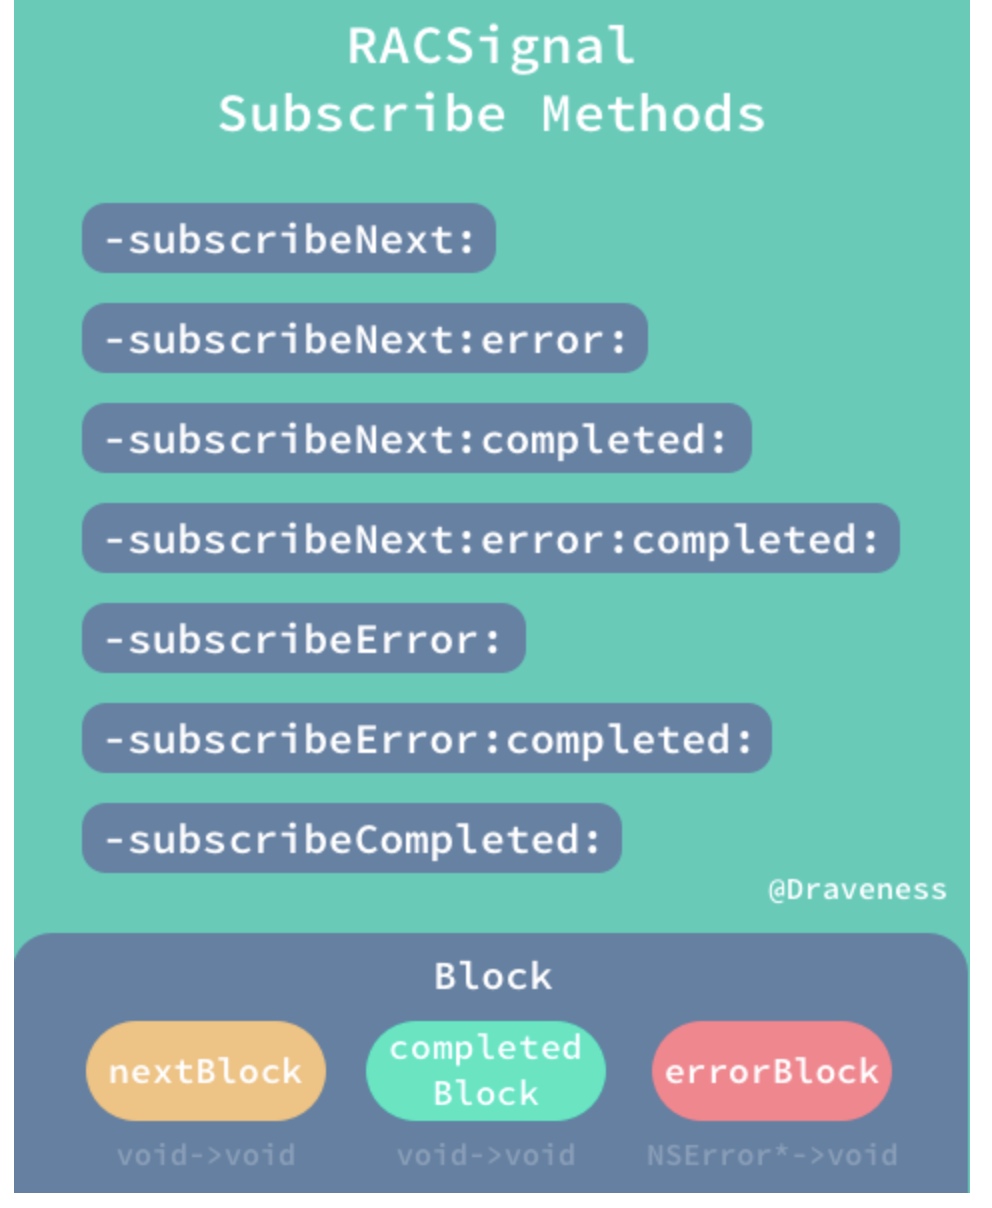 RACSignal
Subscribe Methods
-subscribeNext:
-subscribeNext:error:
-subscribeNext:completed:
-subscribeNext:error:completed:
-subscribeError:
-subscribeError:completed:
-subscribeCompleted:
@Draveness
Block
nextBlock
completed
Block
errorBlock
void->void
void->void
NSError*->void